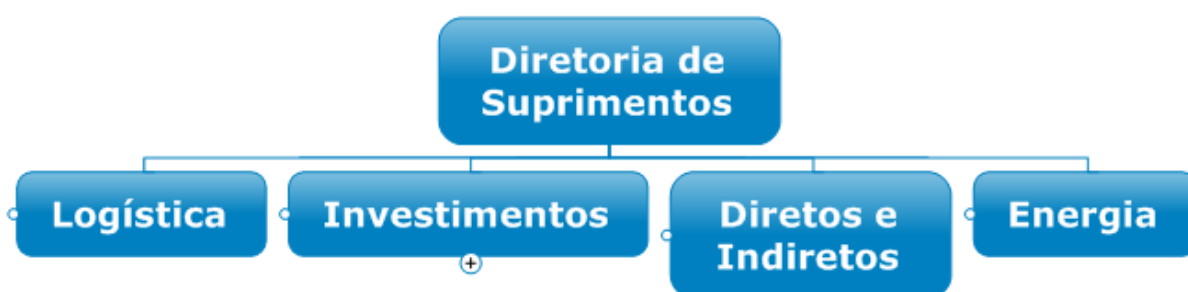 Diretoria de
Suprimentos
Logística
Investimentos
Diretos e
Indiretos
Energia